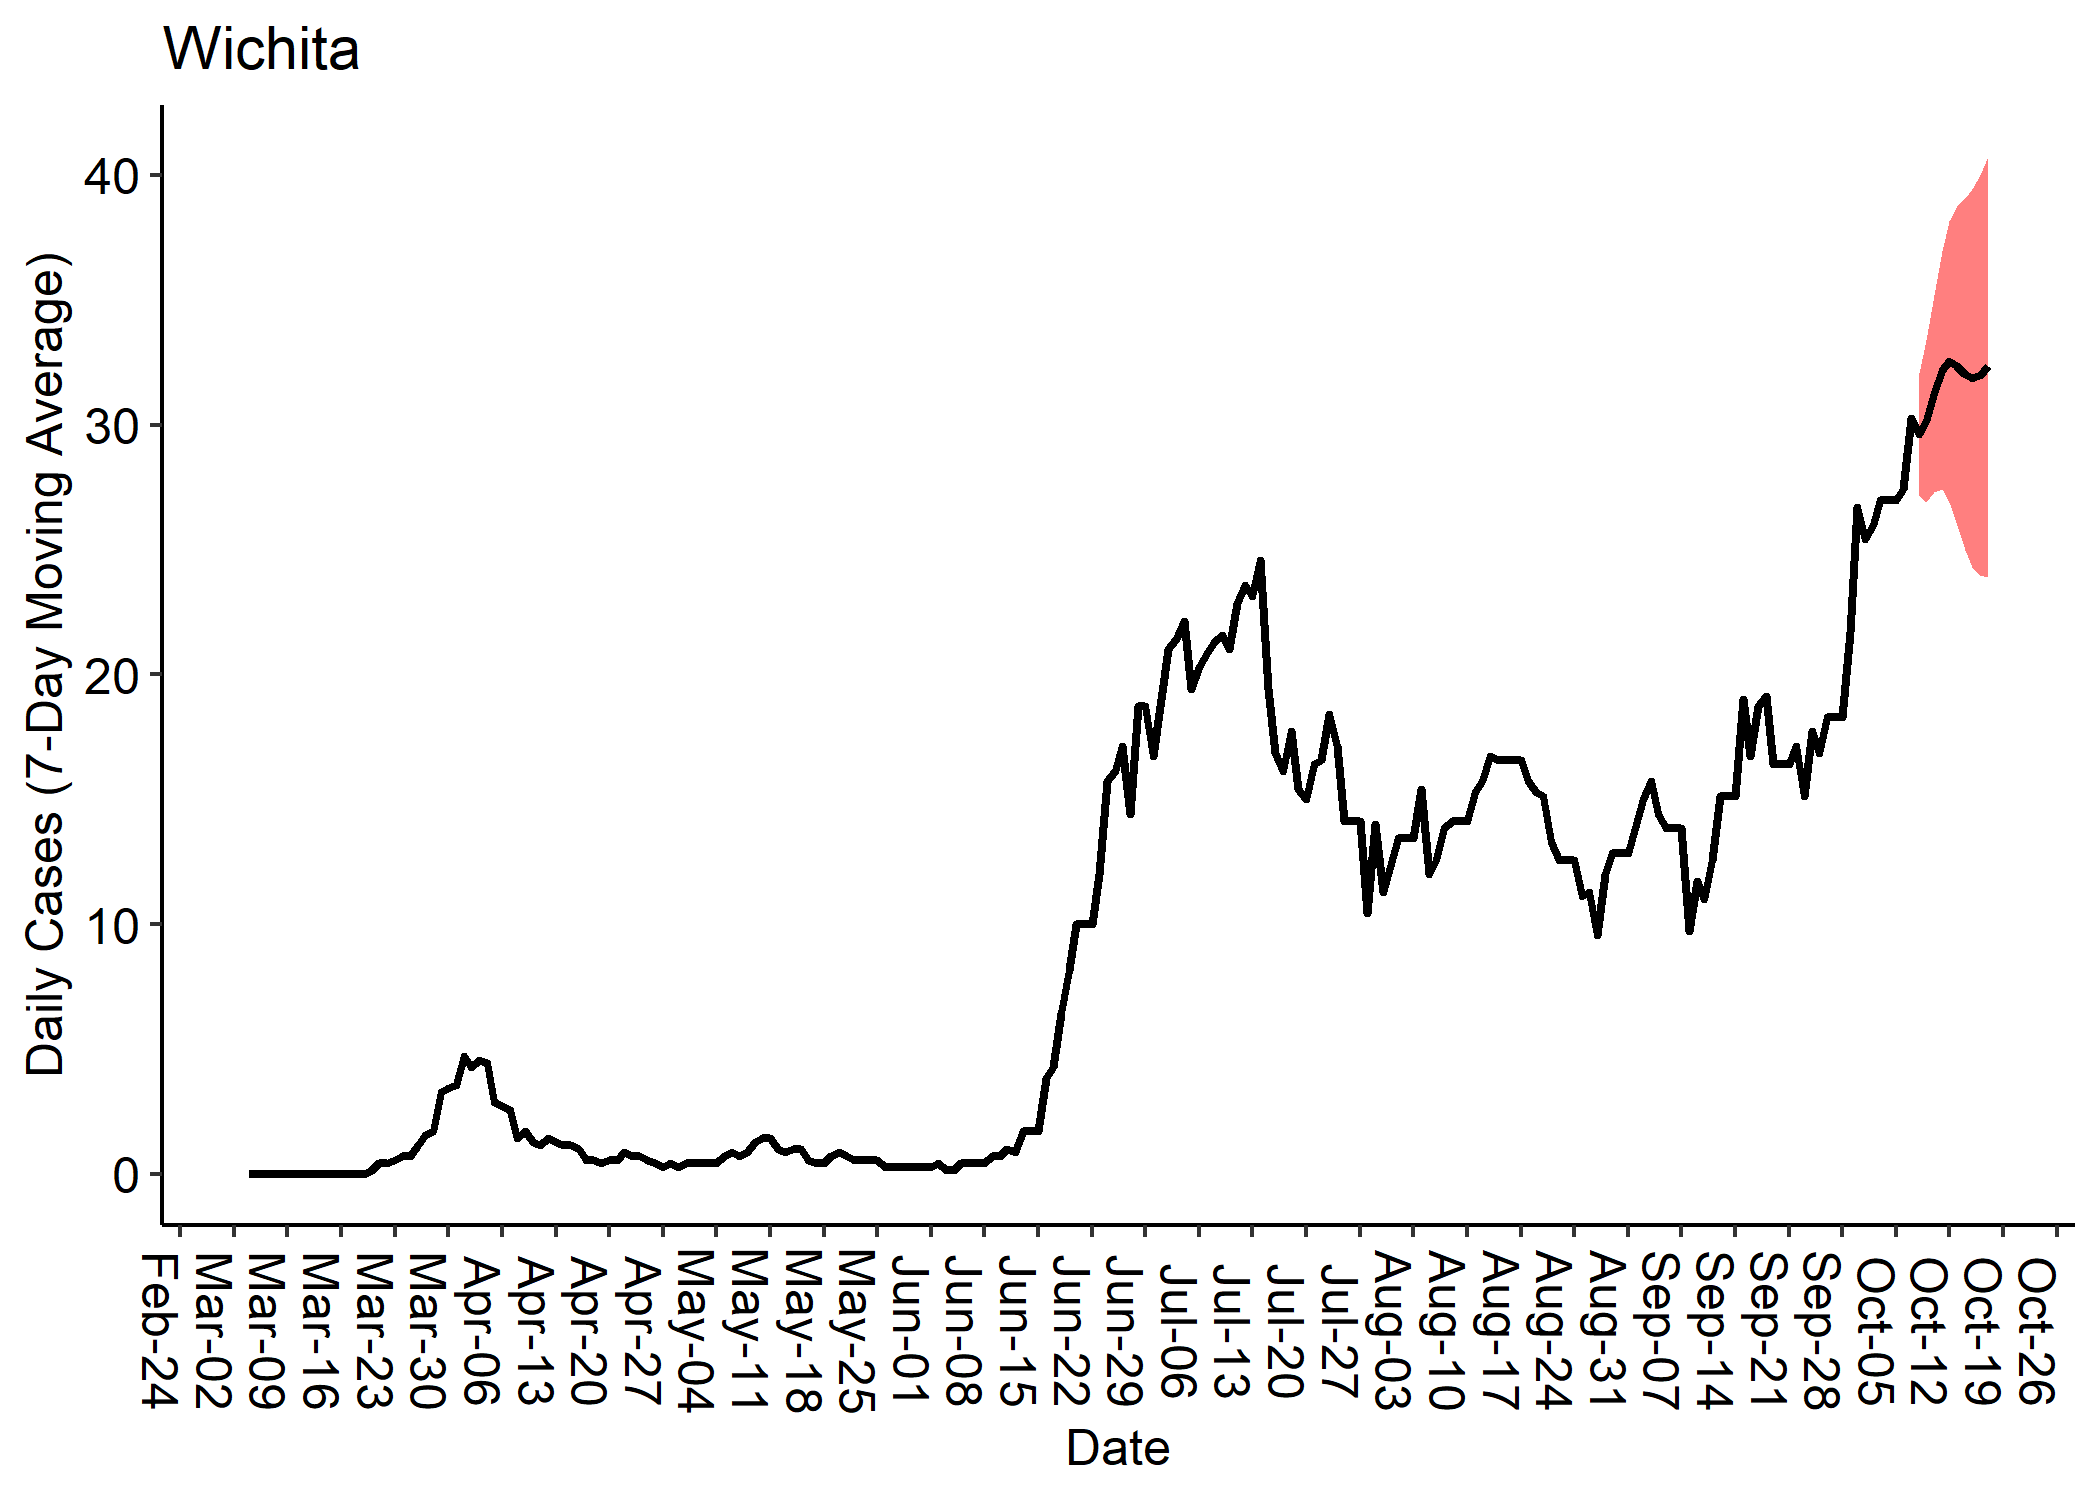 Wichita
Daily Cases (7-Day Moving Average)
40
30
20
10
0
Feb-24
Mar-02
Mar-09
Mar-16
Mar-23
Mar-30
Apr-06
Apr-13
Apr-20
Apr-27
May-04
May-11
May-18
May-25
Jun-01
Jun-08
Jun-15
Jun-22
Jun-29
Jul-06
Jul-13
Jul-20
Jul-27
Aug-03
Aug-10
Aug-17
Aug-24
Aug-31
Sep-07
Sep-14
Sep-21
Sep-28
Oct-05
Oct-12
Oct-19
Oct-26
Date